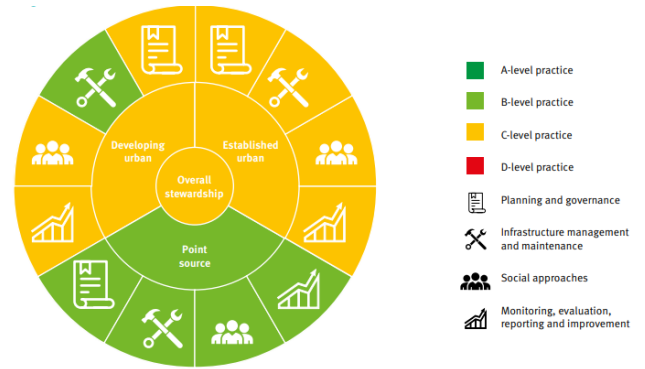 Developing
urban
Established
urban
Overall
stewardship
Point
source
A-level practice
B-level practice
C-level practice
D-level practice
Planning and governance
Infrastructure management
and maintenance
Social approaches
Monitoring, evaluation,
reporting and improvement